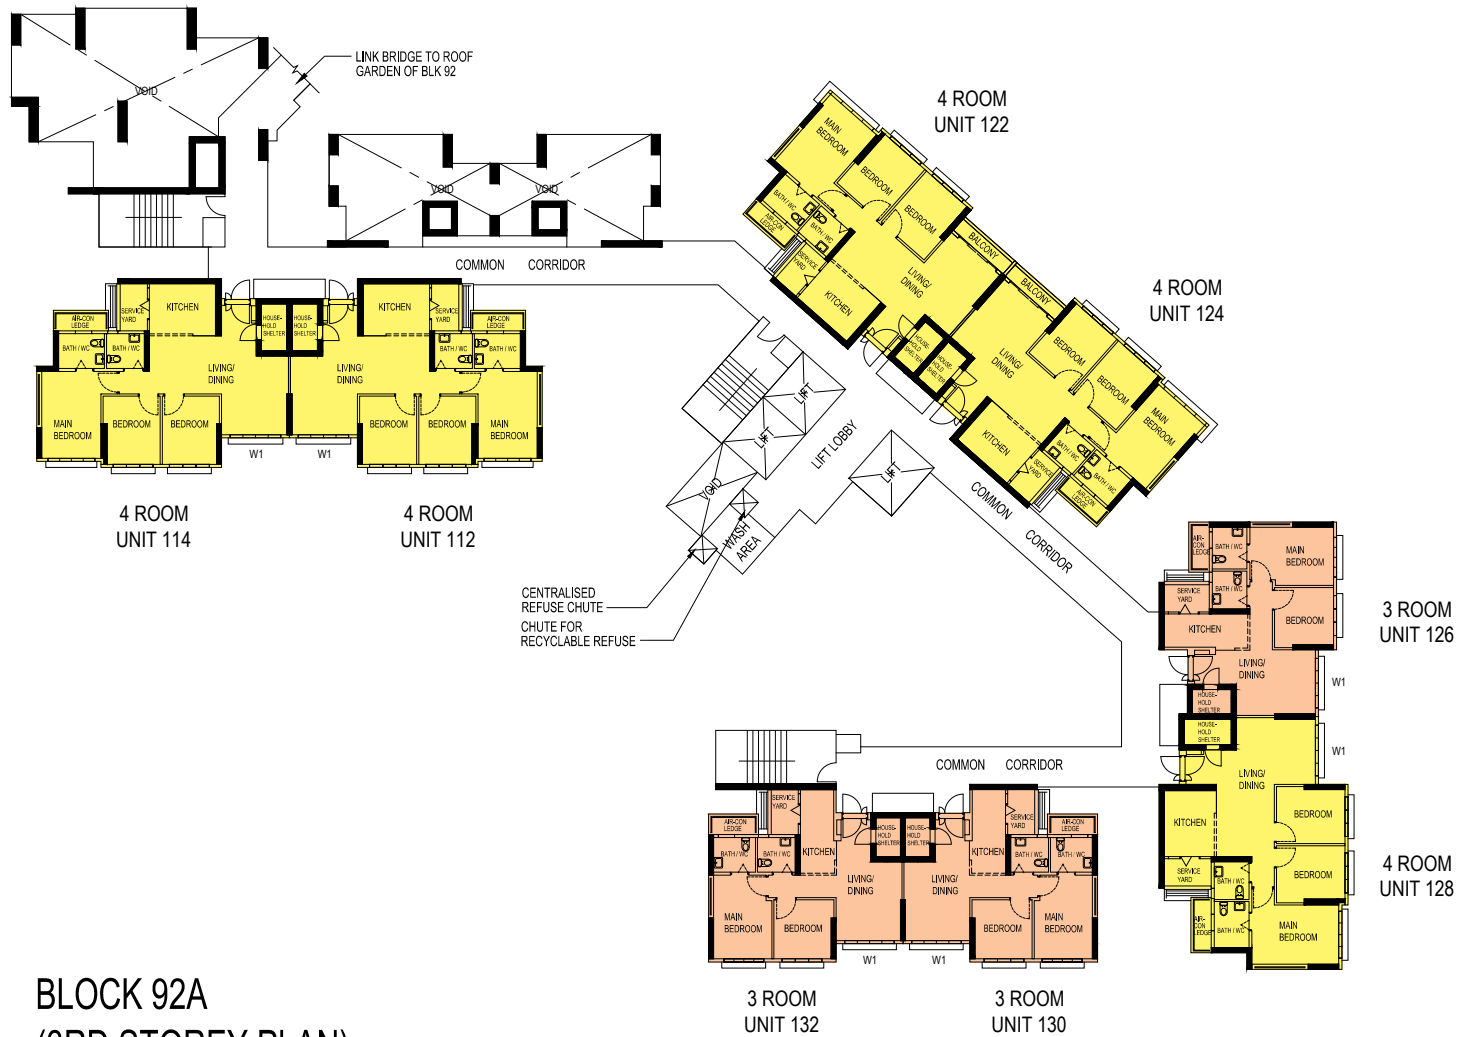 LINK BRIDGE TO ROOF
GARDEN OF BLK 92
VOID
VOID
VOID
COMMON CORRIDOR
4 ROOM
UNIT 122
MAIN
BEDROOM
BEDROOM
BEDROOM
BATH / WC
BATH / WC
AIR-CON
LEDGE
SERVICE
YARD
KITCHEN
LIVING/
DINING
BALCONY
HOUSE-
HOLD
SHELTER
4 ROOM
UNIT 124
BALCONY
LIVING/
DINING
BEDROOM
BEDROOM
MAIN
BEDROOM
HOUSE-
HOLD
SHELTER
KITCHEN
SERVICE
YARD
BATH / WC
BATH / WC
AIR-CON
LEDGE
AIR-CON
LEDGE
SERVICE
YARD
KITCHEN
HOUSE-
HOLD
SHELTER
BATH / WC
BATH / WC
LIVING/
DINING
MAIN
BEDROOM
BEDROOM
BEDROOM
W1
4 ROOM
UNIT 114
HOUSE-
HOLD
SHELTER
KITCHEN
SERVICE
YARD
AIR-CON
LEDGE
BATH / WC
BATH / WC
LIVING/
DINING
BEDROOM
BEDROOM
MAIN
BEDROOM
W1
4 ROOM
UNIT 112
LIFT
LIFT
LIFT LOBBY
LIFT
VOID
WASH
AREA
CENTRALISED
REFUSE CHUTE
CHUTE FOR
RECYCLABLE REFUSE
COMMON CORRIDOR
AIR-
CON
LEDGE
BATH / WC
MAIN
BEDROOM
BATH / WC
SERVICE
YARD
BEDROOM
KITCHEN
LIVING/
DINING
HOUSE-
HOLD
SHELTER
W1
3 ROOM
UNIT 126
HOUSE-
HOLD
SHELTER
W1
LIVING/
DINING
KITCHEN
BEDROOM
SERVICE
YARD
BATH / WC
BEDROOM
AIR-
CON
LEDGE
BATH / WC
MAIN
BEDROOM
4 ROOM
UNIT 128
COMMON CORRIDOR
SERVICE
YARD
AIR-CON
LEDGE
BATH / WC
BATH / WC
KITCHEN
HOUSE-
HOLD
SHELTER
LIVING/
DINING
MAIN
BEDROOM
BEDROOM
W1
3 ROOM
UNIT 132
HOUSE-
HOLD
SHELTER
KITCHEN
SERVICE
YARD
AIR-CON
LEDGE
BATH / WC
BATH / WC
LIVING/
DINING
BEDROOM
MAIN
BEDROOM
W1
3 ROOM
UNIT 130
BLOCK 92A
(3RD STOREY PLAN)